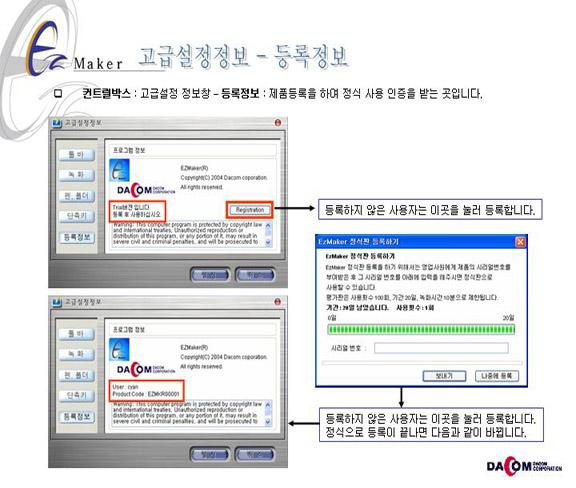 Ez Maker 고급설정정보 - 등록정보
컨트럴박스 : 고급설정 정보창 - 등록정보 : 제품등록을 하며 정식 사용 인증을 받는 곳입니다.
고급설정정보
툴 바
녹 화
펜, 폴더
단축키
등록정보
프로그램 정보
EZMaker(R)
Copyright(C) 2004 Dacom coporation.
All rights reserved.
DACOM DACOM CORPORATION
Trial버젼 입니다.
등록 후 사용하십시오
Registration
Warning: This computer program is protected by copyright law
and international treaties, Unauthorized reproduction or
distribution of this program, or any portion of it, may result in
severe civil and criminal penalties, and will be prosecuted to
등록하지 않은 사용자는 이곳을 눌러 등록합니다.
EzMaker 정식판 등록하기
EzMaker 정식판 등록하기
EzMaker 정식판 등록을 하기 위해서는 영업사원에게 제품의 시리얼번호를
부여받은 후 그 시리얼 번호를 아래에 입력을 해주시면 정식판으로
사용할 수 있습니다.
평가판은 사용횟수 100회, 기간 20일, 녹화시간 10분으로 제한됩니다.
기간 : 20일 남았습니다. 사용횟수 : 1회
0일 20일
시리얼 번호 :
보내기 나중에 등록
고급설정정보
툴 바
녹 화
펜, 폴더
단축키
등록정보
프로그램 정보
EZMaker(R)
Copyright(C) 2004 Dacom coporation.
All rights reserved.
DACOM DACOM CORPORATION
User : cyan
Product Code : EZMKR00001
Warning: This computer program is protected by copyright law
and international treaties, Unauthorized reproduction or
distribution of this program, or any portion of it, may result in
severe civil and criminal penalties, and will be prosecuted to
등록하지 않은 사용자는 이곳을 눌러 등록합니다.
정식으로 등록이 끝나면 다음과 같이 바뀝니다.
DACOM DACOM CORPORATION